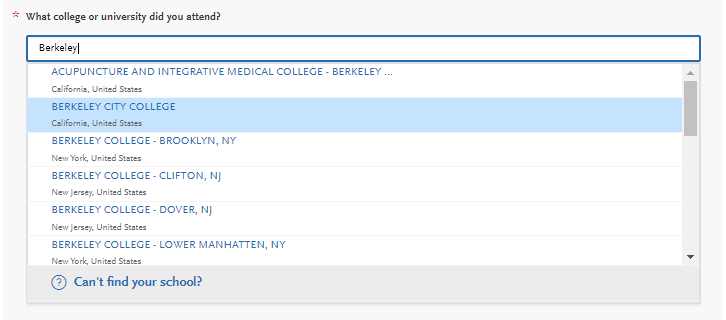 * What college or university did you attend?
Berkeley
ACUPUNCTURE AND INTEGRATIVE MEDICAL COLLEGE - BERKELEY ...
California, United States
BERKELEY CITY COLLEGE
California, United States
BERKELEY COLLEGE - BROOKLYN, NY
New York, United States
BERKELEY COLLEGE - CLIFTON, NJ
New Jersey, United States
BERKELEY COLLEGE - DOVER, NJ
New Jersey, United States
BERKELEY COLLEGE - LOWER MANHATTEN, NY
New York, United States
? Can't find your school?